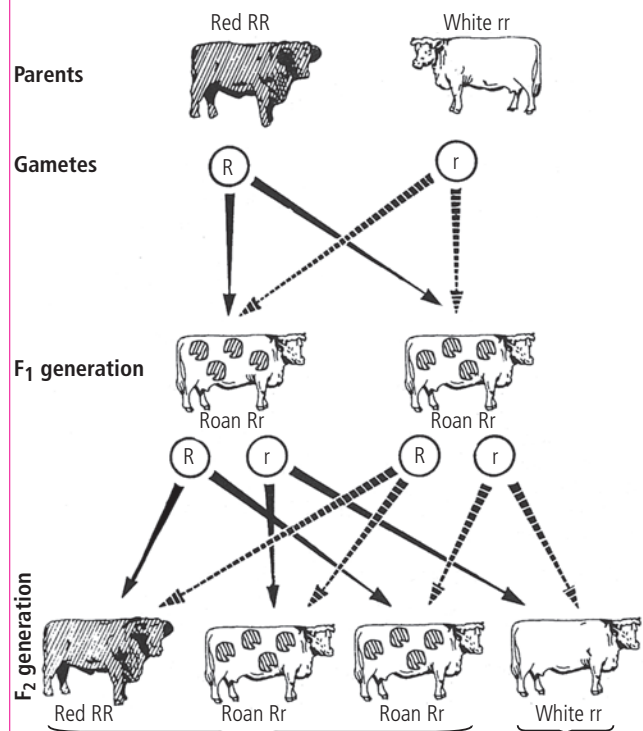 Red RR
White rr
Parents
Gametes
R
r
F1 generation
Roan Rr
Roan Rr
R
r
R
r
F2 generation
Red RR
Roan Rr
Roan Rr
White rr